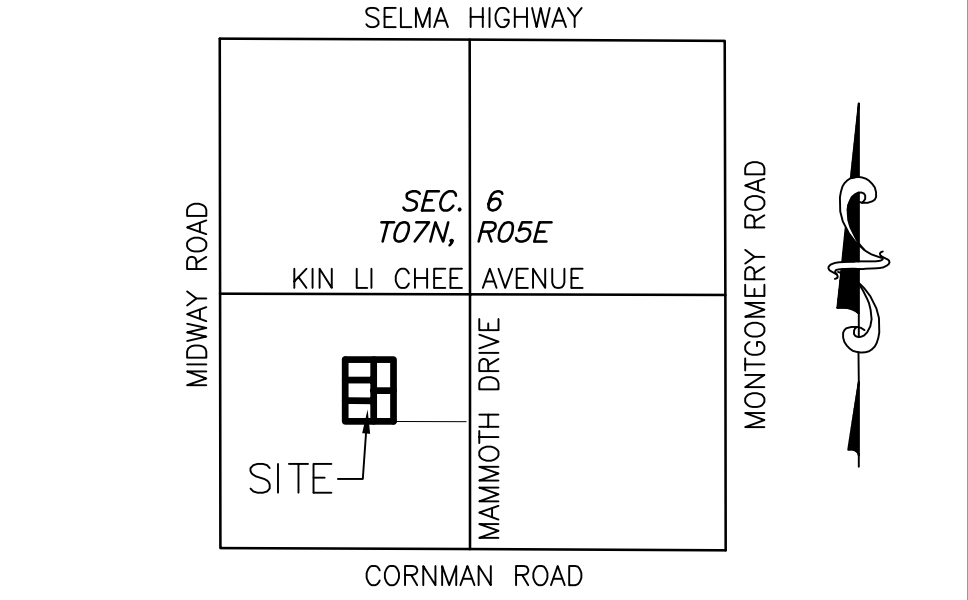 SELMA HIGHWAY
SEC. 6
T07N, R05E
KIN LI CHEE AVENUE
MIDWAY ROAD
MONTGOMERY ROAD
MAMMOTH DRIVE
SITE
CORNMAN ROAD